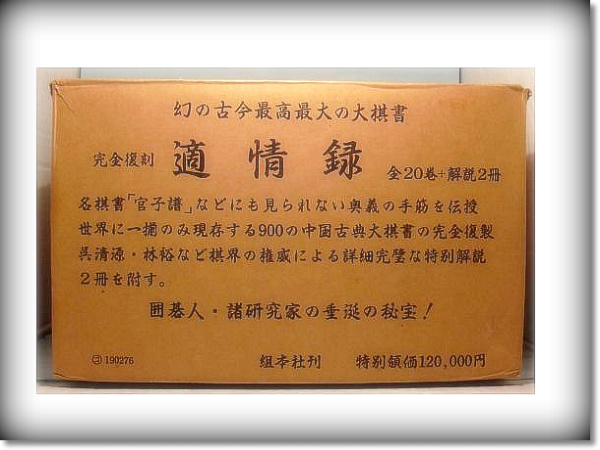 幻の古今最高最大の大棋書
完全復刻 適情録 全20巻+解説2冊
名棋書「官子譜」などにも見られない奥義の手筋を伝授
世界に一揃のみ現存する900の中国古典大棋書の完全復製
呉清源・林裕など棋界の権威による詳細完璧な特別解説
2冊を附す。
囲碁人・諸研究家の垂涎の秘宝!
190276 組本社刊 特別頒価120,000円